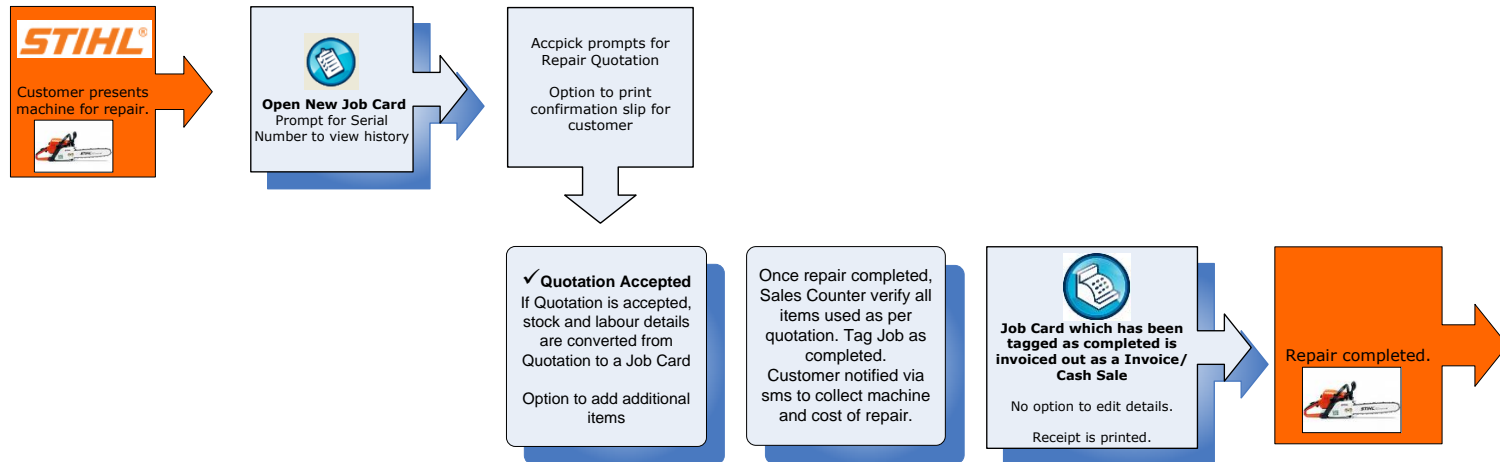 STIHL®
Customer presents
machine for repair.
Open New Job Card
Prompt for Serial
Number to view history
Accpick prompts for
Repair Quotation
Option to print
confirmation slip for
customer
✓Quotation Accepted
If Quotation is accepted,
stock and labour details
are converted from
Quotation to a Job Card
Option to add additional
items
Once repair completed,
Sales Counter verify all
items used as per
quotation. Tag Job as
completed.
Customer notified via
sms to collect machine
and cost of repair.
Job Card which has been
tagged as completed is
invoiced out as a Invoice/
Cash Sale
No option to edit details.
Receipt is printed.
Repair completed.
STIHL